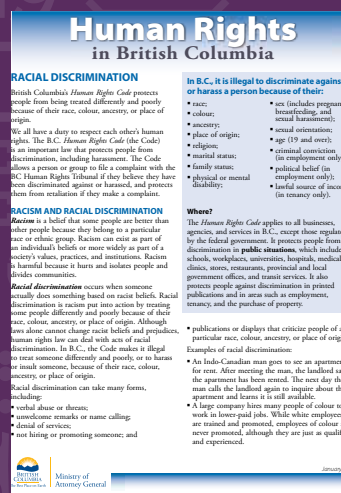 Human Rights
in British Columbia
RACIAL DISCRIMINATION
British Columbia's Human Rights Code protects
people from being treated differently and poorly
because of their race, colour, ancestry, or place of
origin.
We all have a duty to respect each other's human
rights. The B.C. Human Rights Code (the Code)
is an important law that protects people from
discrimination, including harassment. The Code
allows a person or group to file a complaint with the
BC Human Rights Tribunal if they believe they have
been discriminated against or harassed, and protects
them from retaliation if they make a complaint.
RACISM AND RACIAL DISCRIMINATION
Racism is a belief that some people are better than
other people because they belong to a particular
race or ethnic group. Racism can exist as part of
an individual's beliefs or more widely as part of a
society's values, practices, and institutions. Racism
is harmful because it hurts and isolates people and
divides communities.
Racial discrimination occurs when someone
actually does something based on racist beliefs. Racial
discrimination is racism put into action by treating
some people differently and poorly because of their
race, colour, ancestry, or place of origin. Although
laws alone cannot change racist beliefs and prejudices,
human rights law can deal with acts of racial
discrimination. In B.C., the Code makes it illegal
to treat someone differently and poorly, or to harass
or insult someone, because of their race, colour,
ancestry, or place of origin.
Racial discrimination can take many forms,
including:
• verbal abuse or threats;
• unwelcome remarks or name calling;
• denial of services;
• not hiring or promoting someone; and
In B.C., it is illegal to discriminate agains
or harass a person because of their:
• race;
• colour;
• ancestry;
• place of origin;
• religion;
• marital status;
• family status;
• physical or mental
disability;
• sex (includes pregnan
breastfeeding, and
sexual harassment);
• sexual orientation;
• age (19 and over);
• criminal conviction
(in employment only
• political belief (in
employment only);
• lawful source of incom
(in tenancy only).
Where?
The Human Rights Code applies to all businesses,
agencies, and services in B.C., except those regulat
by the federal government. It protects people from
discrimination in public situations, which include
schools, workplaces, universities, hospitals, medical
clinics, stores, restaurants, provincial and local
government offices, and transit services. It also
protects people against discrimination in printed
publications and in areas such as employment,
tenancy, and the purchase of property.
• publications or displays that criticize people of a
particular race, colour, ancestry, or place of origi
Examples of racial discrimination:
• An Indo-Canadian man goes to see an apartmen
for rent. After meeting the man, the landlord sa
the apartment has been rented. The next day th
man calls the landlord again to inquire about th
apartment and learns it is still available.
• A large company hires many people of colour to
work in lower-paid jobs. While white employees
are trained and promoted, employees of colour
never promoted, although they are just as qualif
and experienced.
BRITISH
COLUMBIA
The Best Place on Earth
Ministry of
Attorney General
January